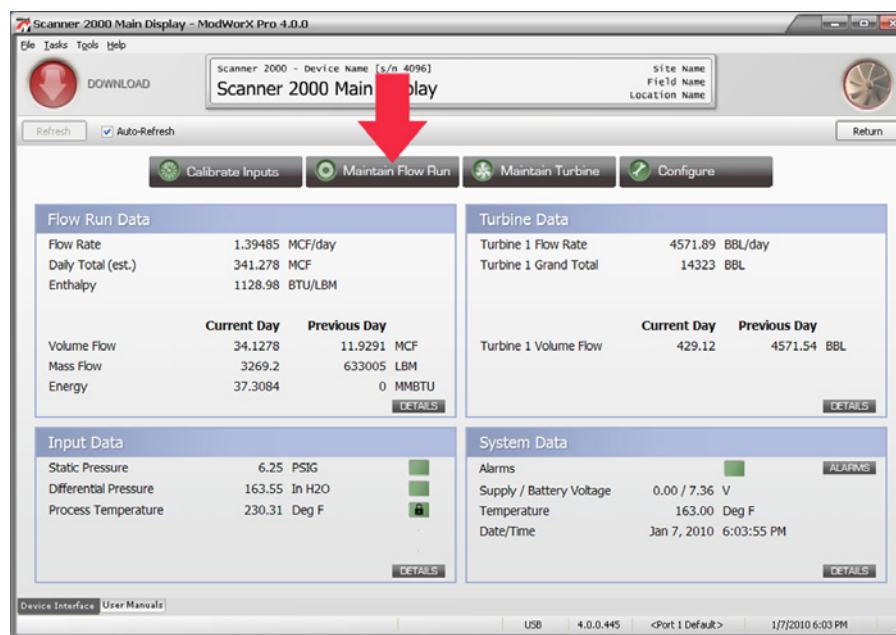 Scanner 2000 Main Display - ModWorX Pro 4.0.0
File Tasks Tools Help
DOWNLOAD
Scanner 2000 - Device Name [s/n 4096]
Scanner 2000 Main Display
Site Name
Field Name
Location Name
Refresh Auto-Refresh Return
Calibrate Inputs Maintain Flow Run Maintain Turbine Configure
Flow Run Data
Flow Rate 1.39485 MCF/day
Daily Total (est.) 341.278 MCF
Enthalpy 1128.98 BTU/LBM
Current Day Previous Day
Volume Flow 34.1278 11.9291 MCF
Mass Flow 3269.2 633005 LBM
Energy 37.3084 0 MMBTU
DETAILS
Turbine Data
Turbine 1 Flow Rate 4571.89 BBL/day
Turbine 1 Grand Total 14323 BBL
Current Day Previous Day
Turbine 1 Volume Flow 429.12 4571.54 BBL
DETAILS
Input Data
Static Pressure 6.25 PSIG
Differential Pressure 163.55 In H2O
Process Temperature 230.31 Deg F
DETAILS
System Data
Alarms ALARMS
Supply / Battery Voltage 0.00 / 7.36 V
Temperature 163.00 Deg F
Date/Time Jan 7, 2010 6:03:55 PM
DETAILS
Device Interface User Manuals
USB 4.0.0.445 <Port 1 Default> 1/7/2010 6:03 PM